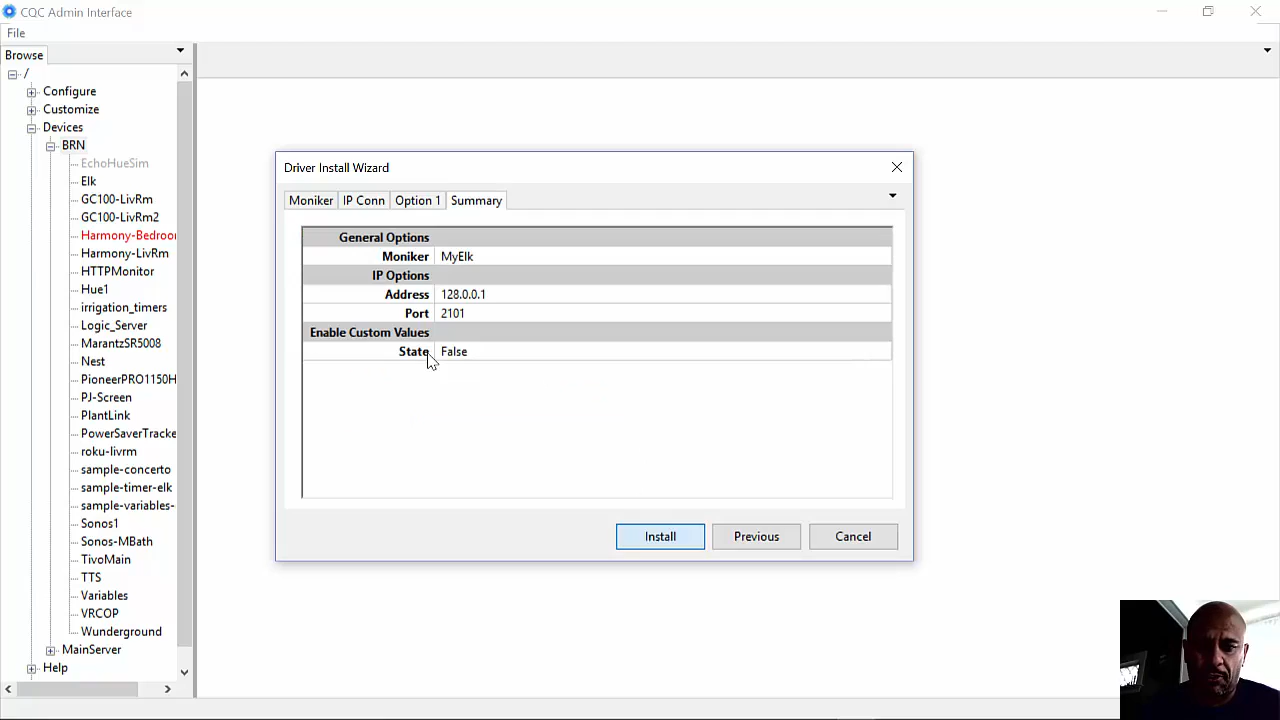 CQC Admin Interface
File
Browse
/
Configure
Customize
Devices
BRN
EchoHueSim
Elk
GC100-LivRm
GC100-LivRm2
Harmony-Bedroo
Harmony-LivRm
HTTPMonitor
Hue1
irrigation_timers
Logic_Server
MarantzSR5008
Nest
PioneerPRO1150H
PJ-Screen
PlantLink
PowerSaverTracke
roku-livrm
sample-concerto
sample-timer-elk
sample-variables-
Sonos1
Sonos-MBath
TivoMain
TTS
Variables
VRCOP
Wunderground
MainServer
Help
Driver Install Wizard
Moniker IP Conn Option 1 Summary
General Options
Moniker MyElk
IP Options
Address 128.0.0.1
Port 2101
Enable Custom Values
State False
Install Previous Cancel